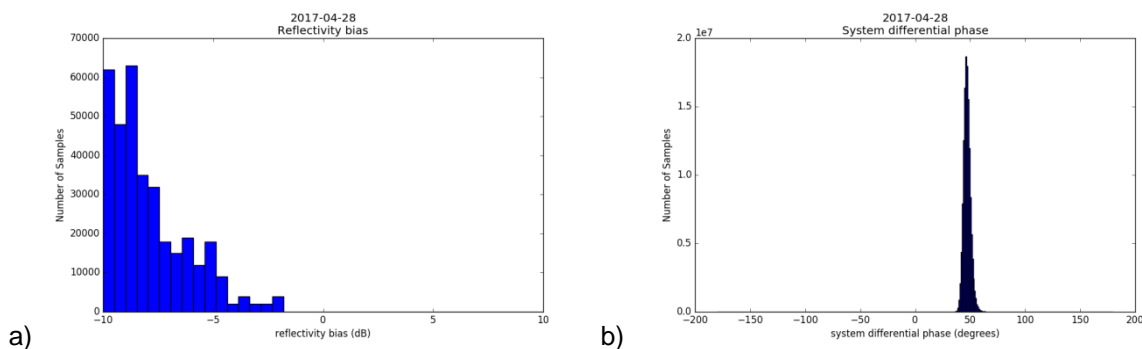 2017-04-28
Reflectivity bias
70000
60000
50000
40000
30000
20000
10000
0
Number of Samples
−10 −5 0 5 10
reflectivity bias (dB)
a)
2017-04-28
System differential phase
1e7
2.0
1.5
1.0
0.5
0.0
Number of Samples
−200 −150 −100 −50 0 50 100 150 200
system differential phase (degrees)
b)